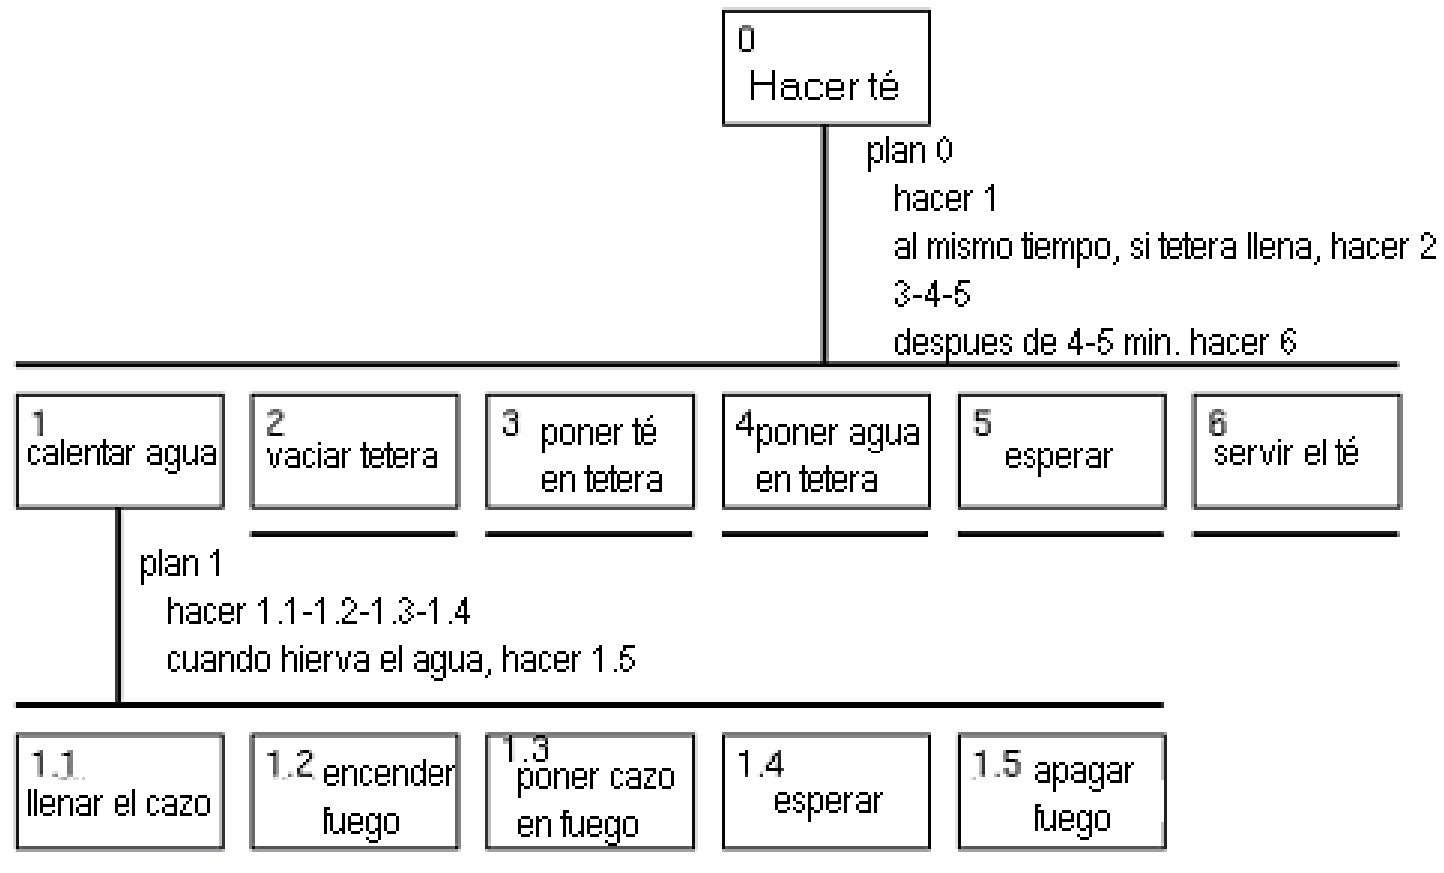 0
Hacer té
plan 0
hacer 1
al mismo tiempo, si tetera llena, hacer 2
3-4-5
despues de 4-5 min. hacer 6
1
calentar agua
2
vaciar tetera
3 poner té
en tetera
4 poner agua
en tetera
5
esperar
6
servir el té
plan 1
hacer 1.1-1.2-1.3-1.4
cuando hierva el agua, hacer 1.5
1.1
llenar el cazo
1.2 encender
fuego
1.3
poner cazo
en fuego
1.4
esperar
1.5 apagar
fuego